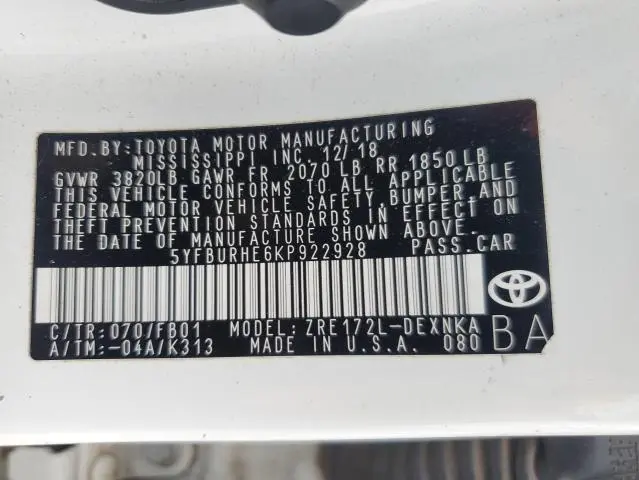 MFD.BY:TOYOTA MOTOR MANUFACTURING
MISSISSIPPI INC. 12/18
GVWR 3820LB GAWR FR 2070 LB RR 1850LB
THIS VEHICLE CONFORMS TO ALL APPLICABLE
FEDERAL MOTOR VEHICLE SAFETY, BUMPER, AND
THEFT PREVENTION STANDARDS IN EFFECT ON
THE DATE OF MANUFACTURE SHOWN ABOVE.
5YFBURHE6KP922928 PASS.CAR
C/TR:070/FB01 MODEL:ZRE172L-DEXNKA
A/TM:-04A/K313 MADE IN U.S.A. 080
BA